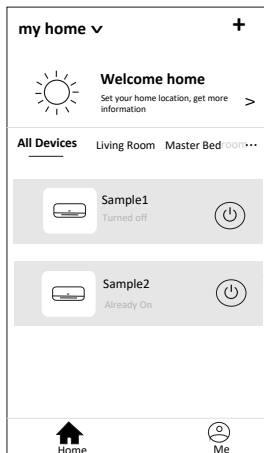 my home
+
Welcome home
Set your home location, get more
information
>
All Devices Living Room Master Bedroom ···
Sample1
Turned off
Sample2
Already On
Home Me